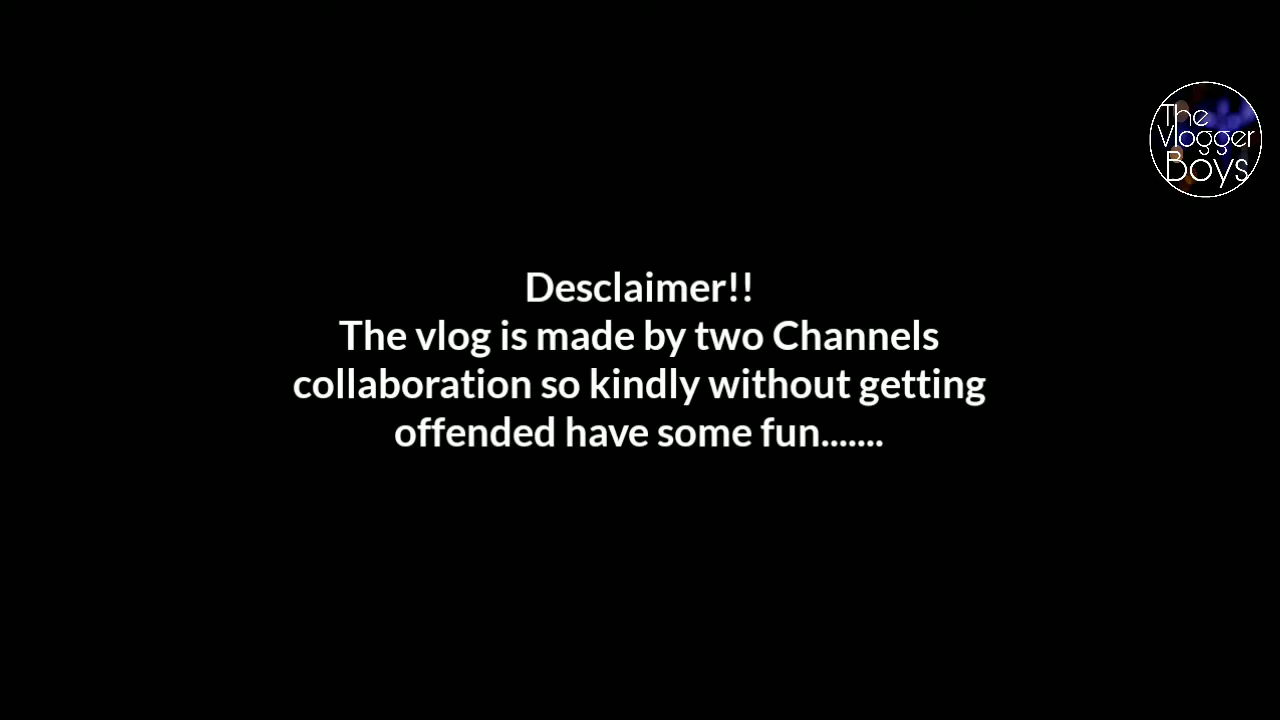 The
Vlogger
Boys
Desclaimer!!
The vlog is made by two Channels
collaboration so kindly without getting
offended have some fun.......